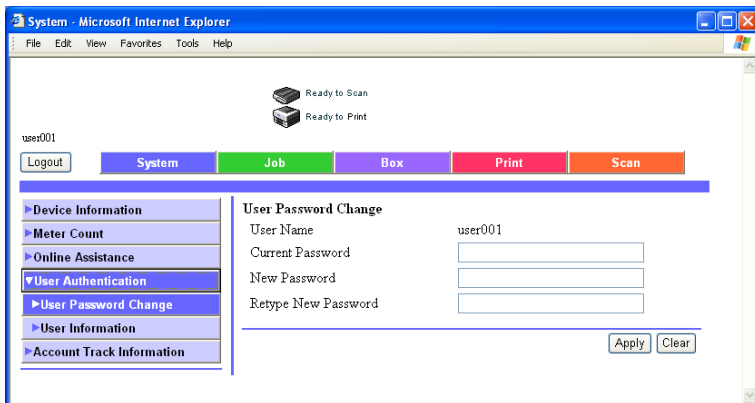 System - Microsoft Internet Explorer
File Edit View Favorites Tools Help
Ready to Scan
Ready to Print
user001
Logout System Job Box Print Scan
Device Information
Meter Count
Online Assistance
User Authentication
User Password Change
User Information
Account Track Information
User Password Change
User Name user001
Current Password
New Password
Retype New Password
Apply Clear